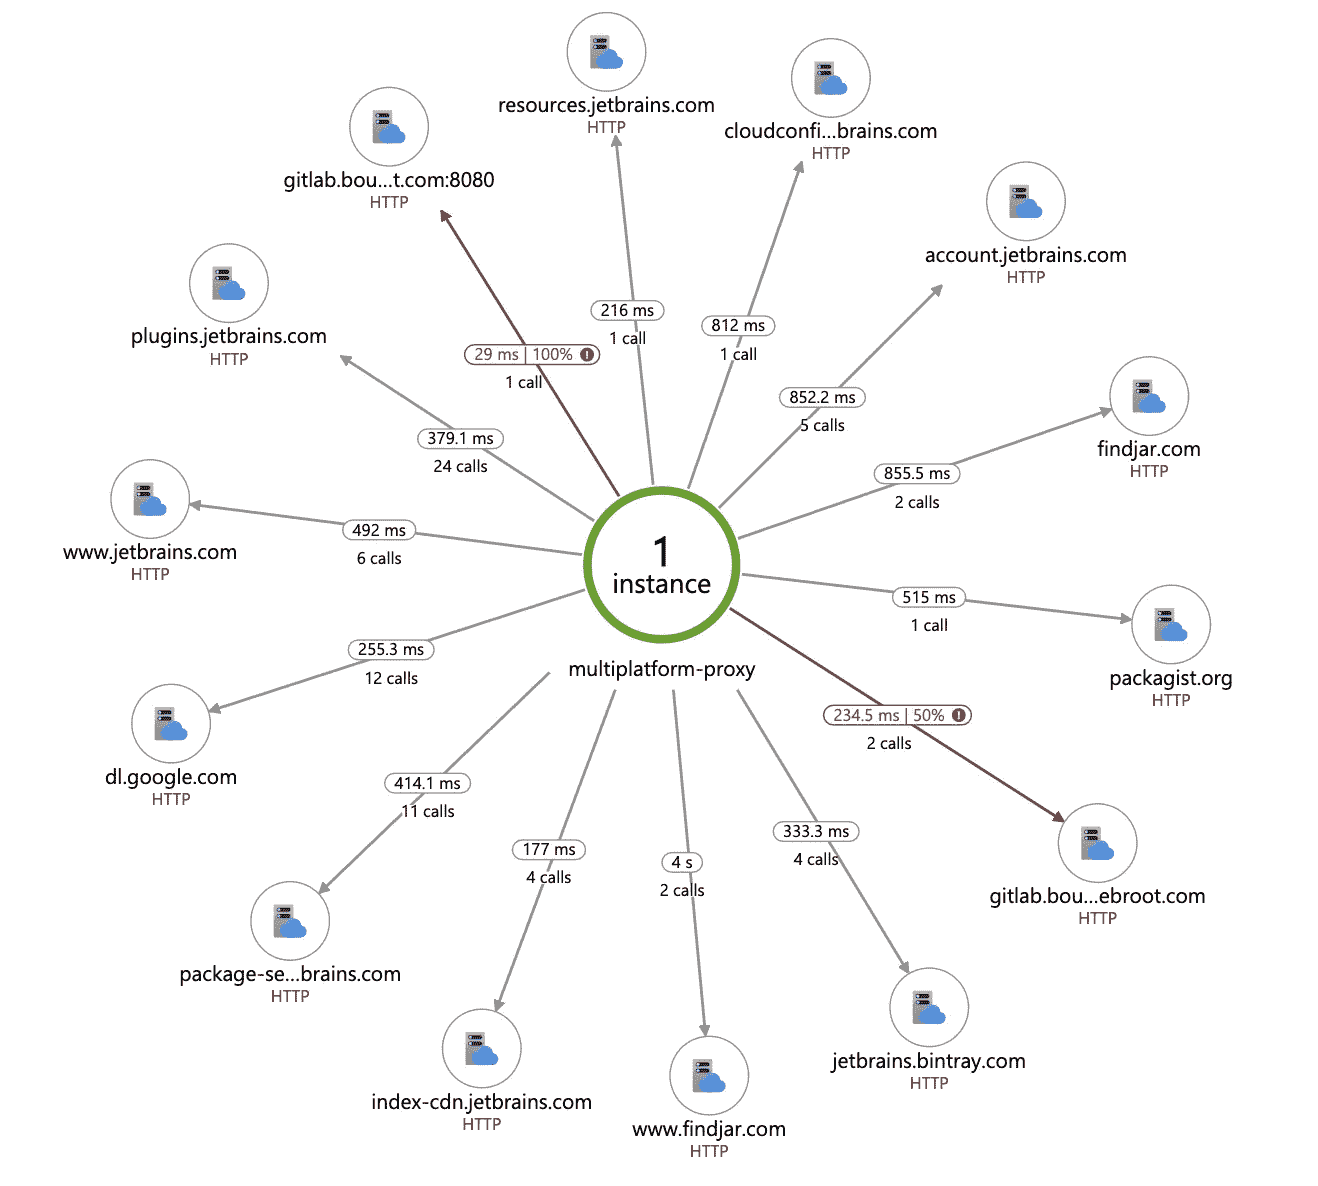 resources.jetbrains.com
HTTP
cloudconfi...brains.com
HTTP
gitlab.bou...t.com:8080
HTTP
account.jetbrains.com
HTTP
plugins.jetbrains.com
HTTP
216 ms
1 call
812 ms
1 call
29 ms | 100%
1 call
852.2 ms
5 calls
findjar.com
HTTP
379.1 ms
24 calls
855.5 ms
2 calls
www.jetbrains.com
HTTP
492 ms
6 calls
1
instance
multiplatform-proxy
515 ms
1 call
packagist.org
HTTP
255.3 ms
12 calls
234.5 ms | 50%
2 calls
dl.google.com
HTTP
414.1 ms
11 calls
177 ms
4 calls
4 s
2 calls
333.3 ms
4 calls
gitlab.bou...ebroot.com
HTTP
package-se...brains.com
HTTP
jetbrains.bintray.com
HTTP
index-cdn.jetbrains.com
HTTP
www.findjar.com
HTTP